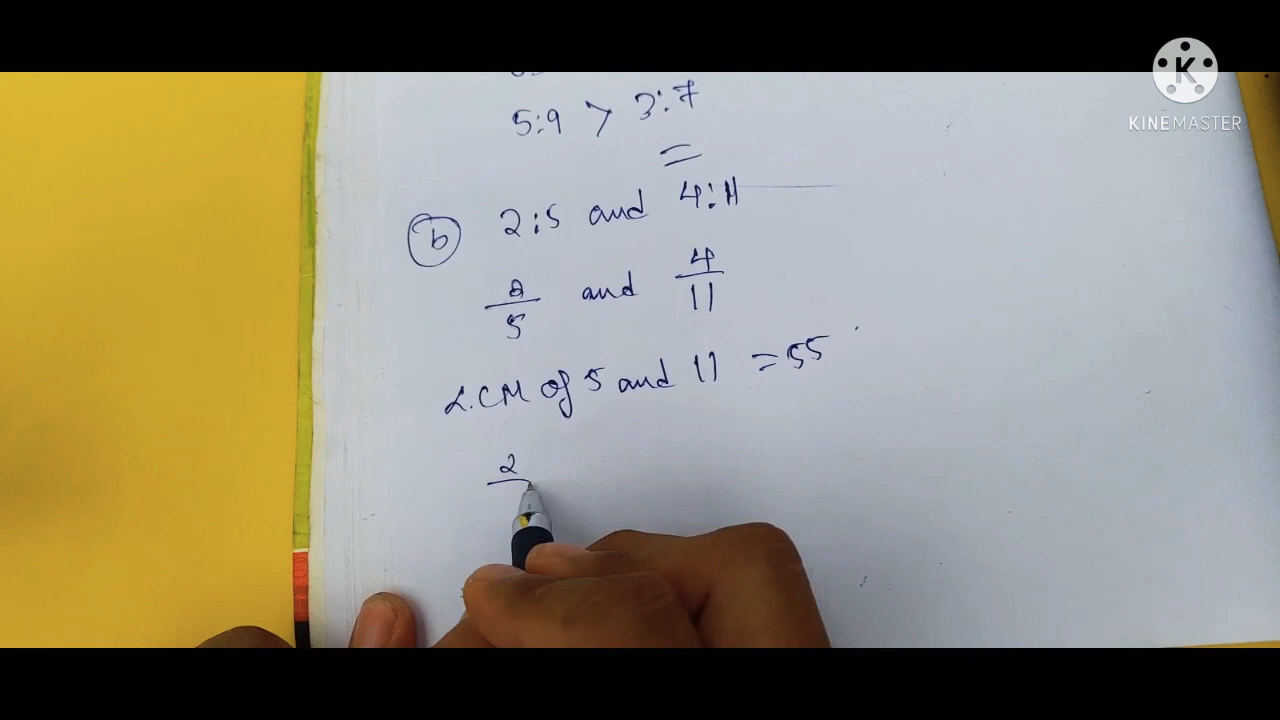 KINEMASTER
5:9 > 3:7
=
b 2:5 and 4:11
2/5 and 4/11
L.CM of 5 and 11 = 55
2